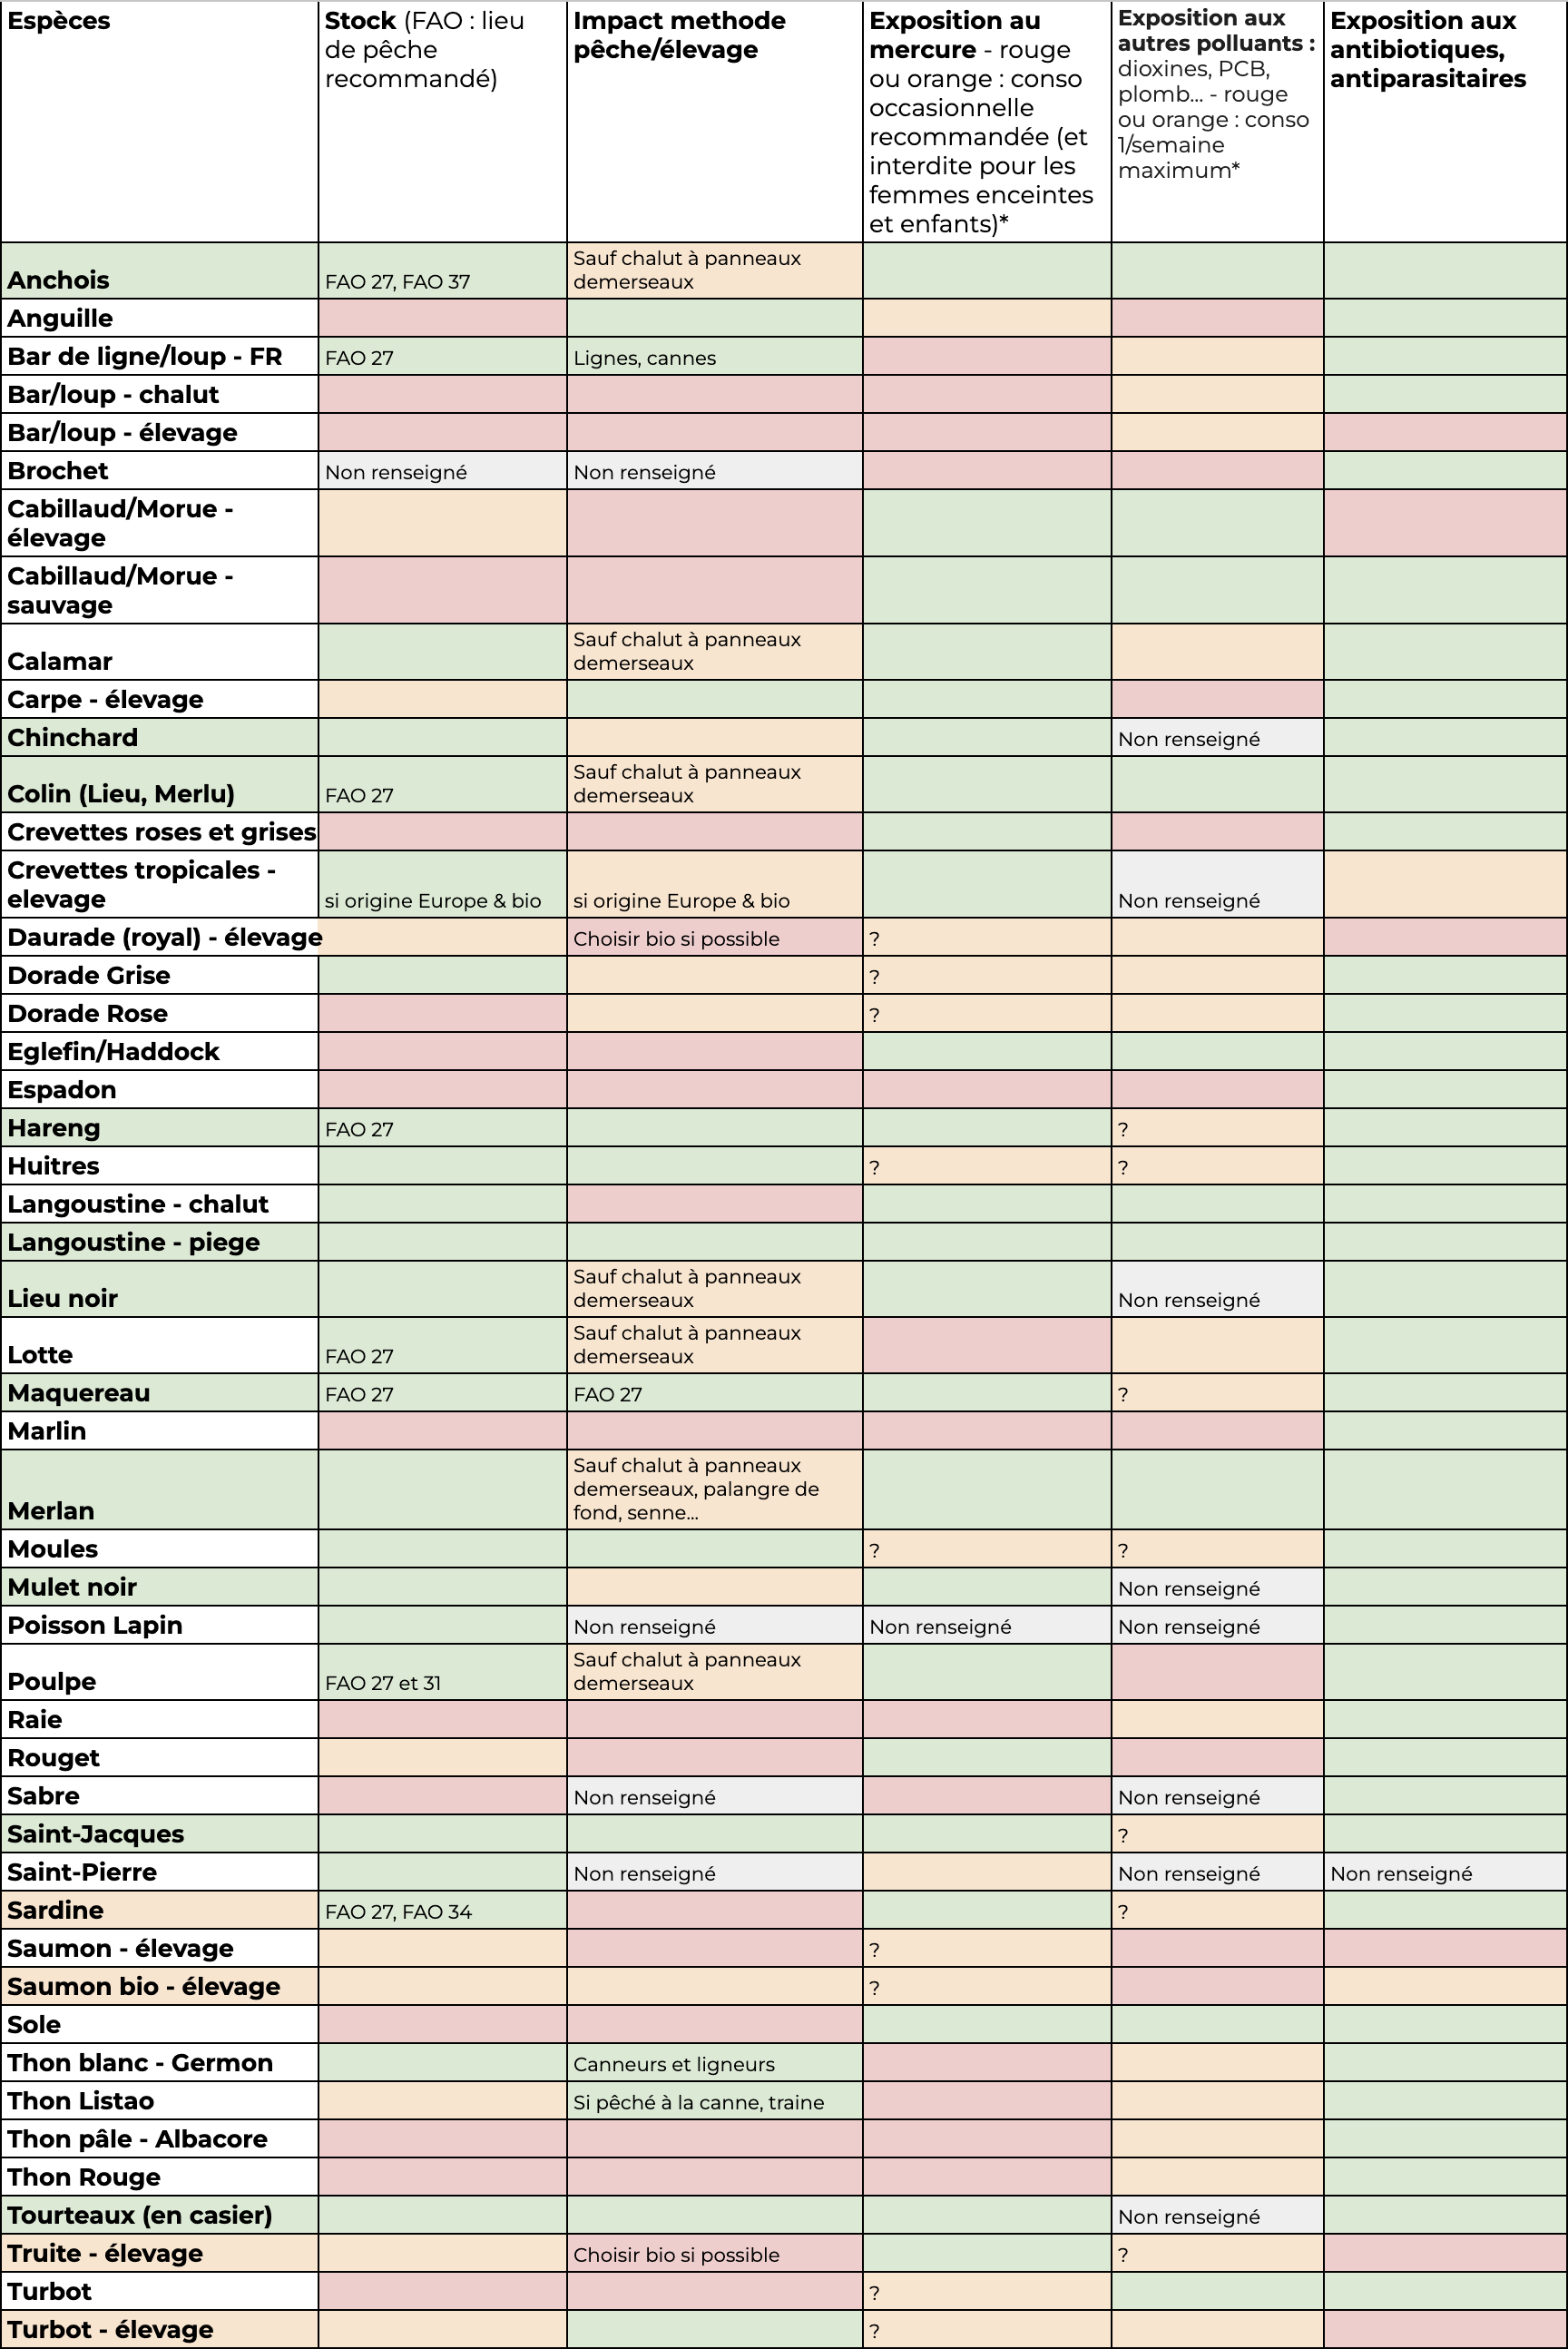 Espèces
Stock (FAO : lieu
de pêche
recommandé)
Impact methode
pêche/élevage
Exposition au
mercure - rouge
ou orange : conso
occasionnelle
recommandée (et
interdite pour les
femmes enceintes
et enfants)*
Exposition aux
autres polluants :
dioxines, PCB,
plomb... - rouge
ou orange : conso
1/semaine
maximum*
Exposition aux
antibiotiques,
antiparasitaires
Anchois
FAO 27, FAO 37
Sauf chalut à panneaux
demerseaux
Anguille
Bar de ligne/loup - FR
FAO 27
Lignes, cannes
Bar/loup - chalut
Bar/loup - élevage
Brochet
Non renseigné
Non renseigné
Cabillaud/Morue -
élevage
Cabillaud/Morue -
sauvage
Calamar
Sauf chalut à panneaux
demerseaux
Carpe - élevage
Chinchard
Non renseigné
Colin (Lieu, Merlu)
FAO 27
Sauf chalut à panneaux
demerseaux
Crevettes roses et grises
Crevettes tropicales -
elevage
si origine Europe & bio
si origine Europe & bio
Non renseigné
Daurade (royal) - élevage
Choisir bio si possible
?
Dorade Grise
?
Dorade Rose
?
Eglefin/Haddock
Espadon
Hareng
FAO 27
?
Huitres
?
?
Langoustine - chalut
Langoustine - piege
Lieu noir
Sauf chalut à panneaux
demerseaux
Non renseigné
Lotte
FAO 27
Sauf chalut à panneaux
demerseaux
Maquereau
FAO 27
FAO 27
?
Marlin
Merlan
Sauf chalut à panneaux
demerseaux, palangre de
fond, senne...
Moules
?
?
Mulet noir
Non renseigné
Poisson Lapin
Non renseigné
Non renseigné
Non renseigné
Poulpe
FAO 27 et 31
Sauf chalut à panneaux
demerseaux
Raie
Rouget
Sabre
Non renseigné
Non renseigné
Saint-Jacques
?
Saint-Pierre
Non renseigné
Non renseigné
Non renseigné
Sardine
FAO 27, FAO 34
?
Saumon - élevage
?
Saumon bio - élevage
?
Sole
Thon blanc - Germon
Canneurs et ligneurs
Thon Listao
Si pêché à la canne, traine
Thon pâle - Albacore
Thon Rouge
Tourteaux (en casier)
Non renseigné
Truite - élevage
Choisir bio si possible
?
Turbot
?
Turbot - élevage
?